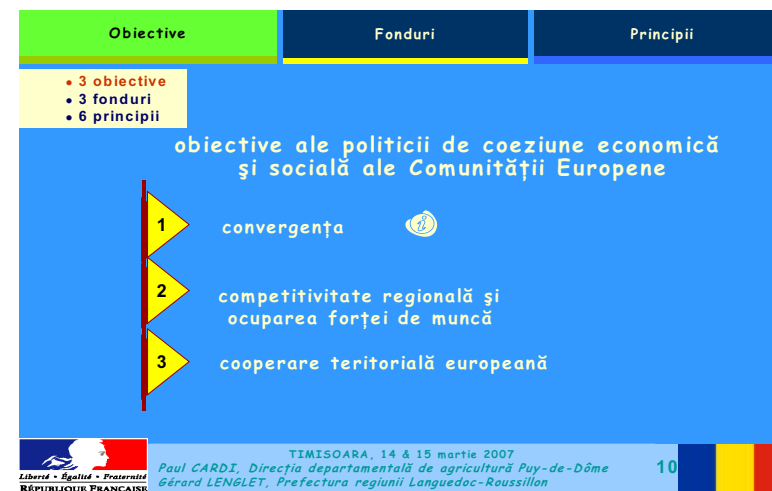 Obiective
Fonduri
Principii
• 3 obiective
• 3 fonduri
• 6 principii
obiective ale politicii de coeziune economică
şi socială ale Comunităţii Europene
1
convergenţa
i
2
competitivitate regională şi
ocuparea forţei de muncă
3
cooperare teritorială europeană
Liberté • Égalité • Fraternité
RÉPUBLIQUE FRANÇAISE
TIMISOARA, 14 & 15 martie 2007
Paul CARDI, Direcţia departamentală de agricultură Puy-de-Dôme
Gérard LENGLET, Prefectura regiunii Languedoc-Roussillon
10